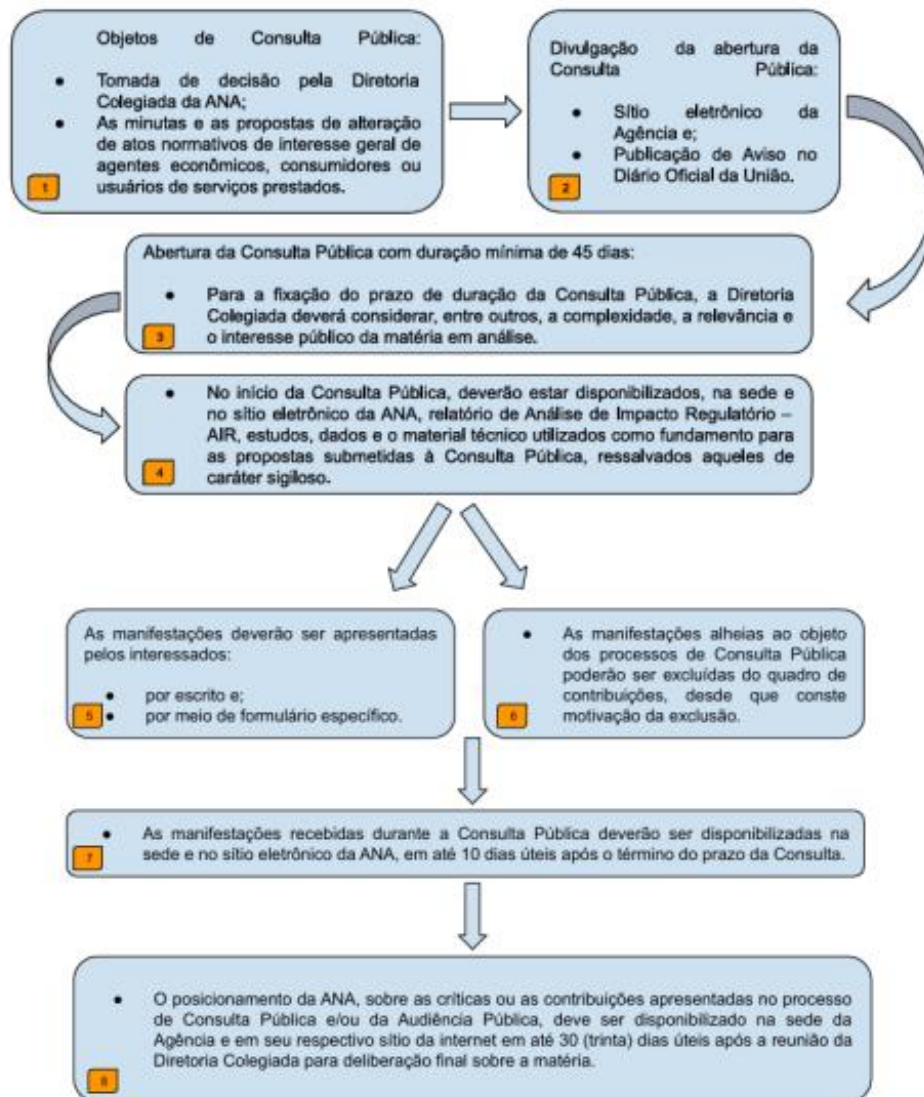 Objetos de Consulta Pública:
● Tomada de decisão pela Diretoria
Colegiada da ANA;
● As minutas e as propostas de alteração
de atos normativos de interesse geral de
agentes econômicos, consumidores ou
usuários de serviços prestados.
1
Divulgação da abertura da
Consulta Pública:
● Sítio eletrônico da
Agência e;
● Publicação de Aviso no
Diário Oficial da União.
2
Abertura da Consulta Pública com duração mínima de 45 dias:
● Para a fixação do prazo de duração da Consulta Pública, a Diretoria
Colegiada deverá considerar, entre outros, a complexidade, a relevância e
o interesse público da matéria em análise.
3
● No início da Consulta Pública, deverão estar disponibilizados, na sede e
no sítio eletrônico da ANA, relatório de Análise de Impacto Regulatório –
AIR, estudos, dados e o material técnico utilizados como fundamento para
as propostas submetidas à Consulta Pública, ressalvados aqueles de
caráter sigiloso.
4
As manifestações deverão ser apresentadas
pelos interessados:
● por escrito e;
● por meio de formulário específico.
5
● As manifestações alheias ao objeto
dos processos de Consulta Pública
poderão ser excluídas do quadro de
contribuições, desde que conste
motivação da exclusão.
6
● As manifestações recebidas durante a Consulta Pública deverão ser disponibilizadas na
sede e no sítio eletrônico da ANA, em até 10 dias úteis após o término do prazo da Consulta.
7
● O posicionamento da ANA, sobre as críticas ou as contribuições apresentadas no processo
de Consulta Pública e/ou da Audiência Pública, deve ser disponibilizado na sede da
Agência e em seu respectivo sítio da internet em até 30 (trinta) dias úteis após a reunião da
Diretoria Colegiada para deliberação final sobre a matéria.
8